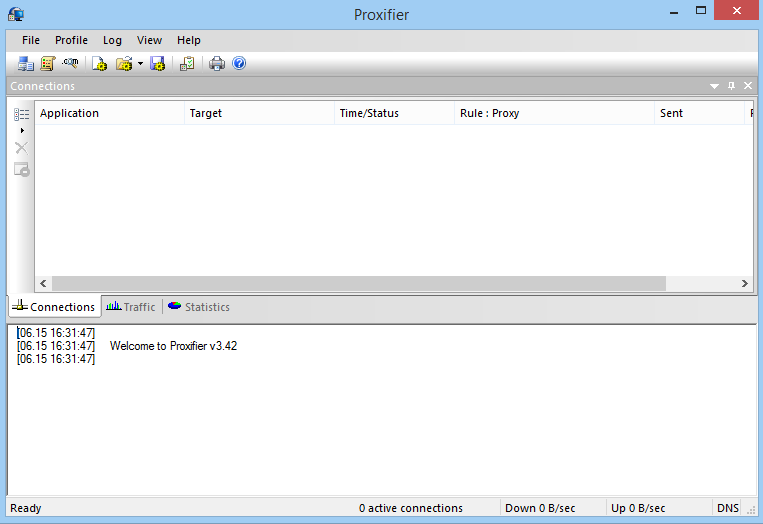 Proxifier
File Profile Log View Help
.com
Connections
Application Target Time/Status Rule : Proxy Sent
Connections Traffic Statistics
[06.15 16:31:47]
[06.15 16:31:47] Welcome to Proxifier v3.42
[06.15 16:31:47]
Ready 0 active connections Down 0 B/sec Up 0 B/sec DNS